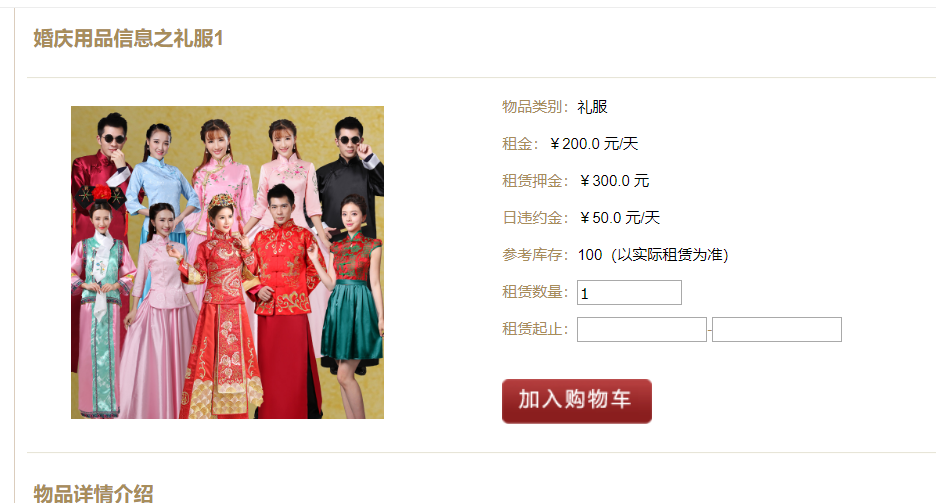 婚庆用品信息之礼服1
物品类别：礼服
租金：￥200.0 元/天
租赁押金：￥300.0 元
日违约金：￥50.0 元/天
参考库存：100（以实际租赁为准）
租赁数量：1
租赁起止：-
加入购物车
物品详情介绍